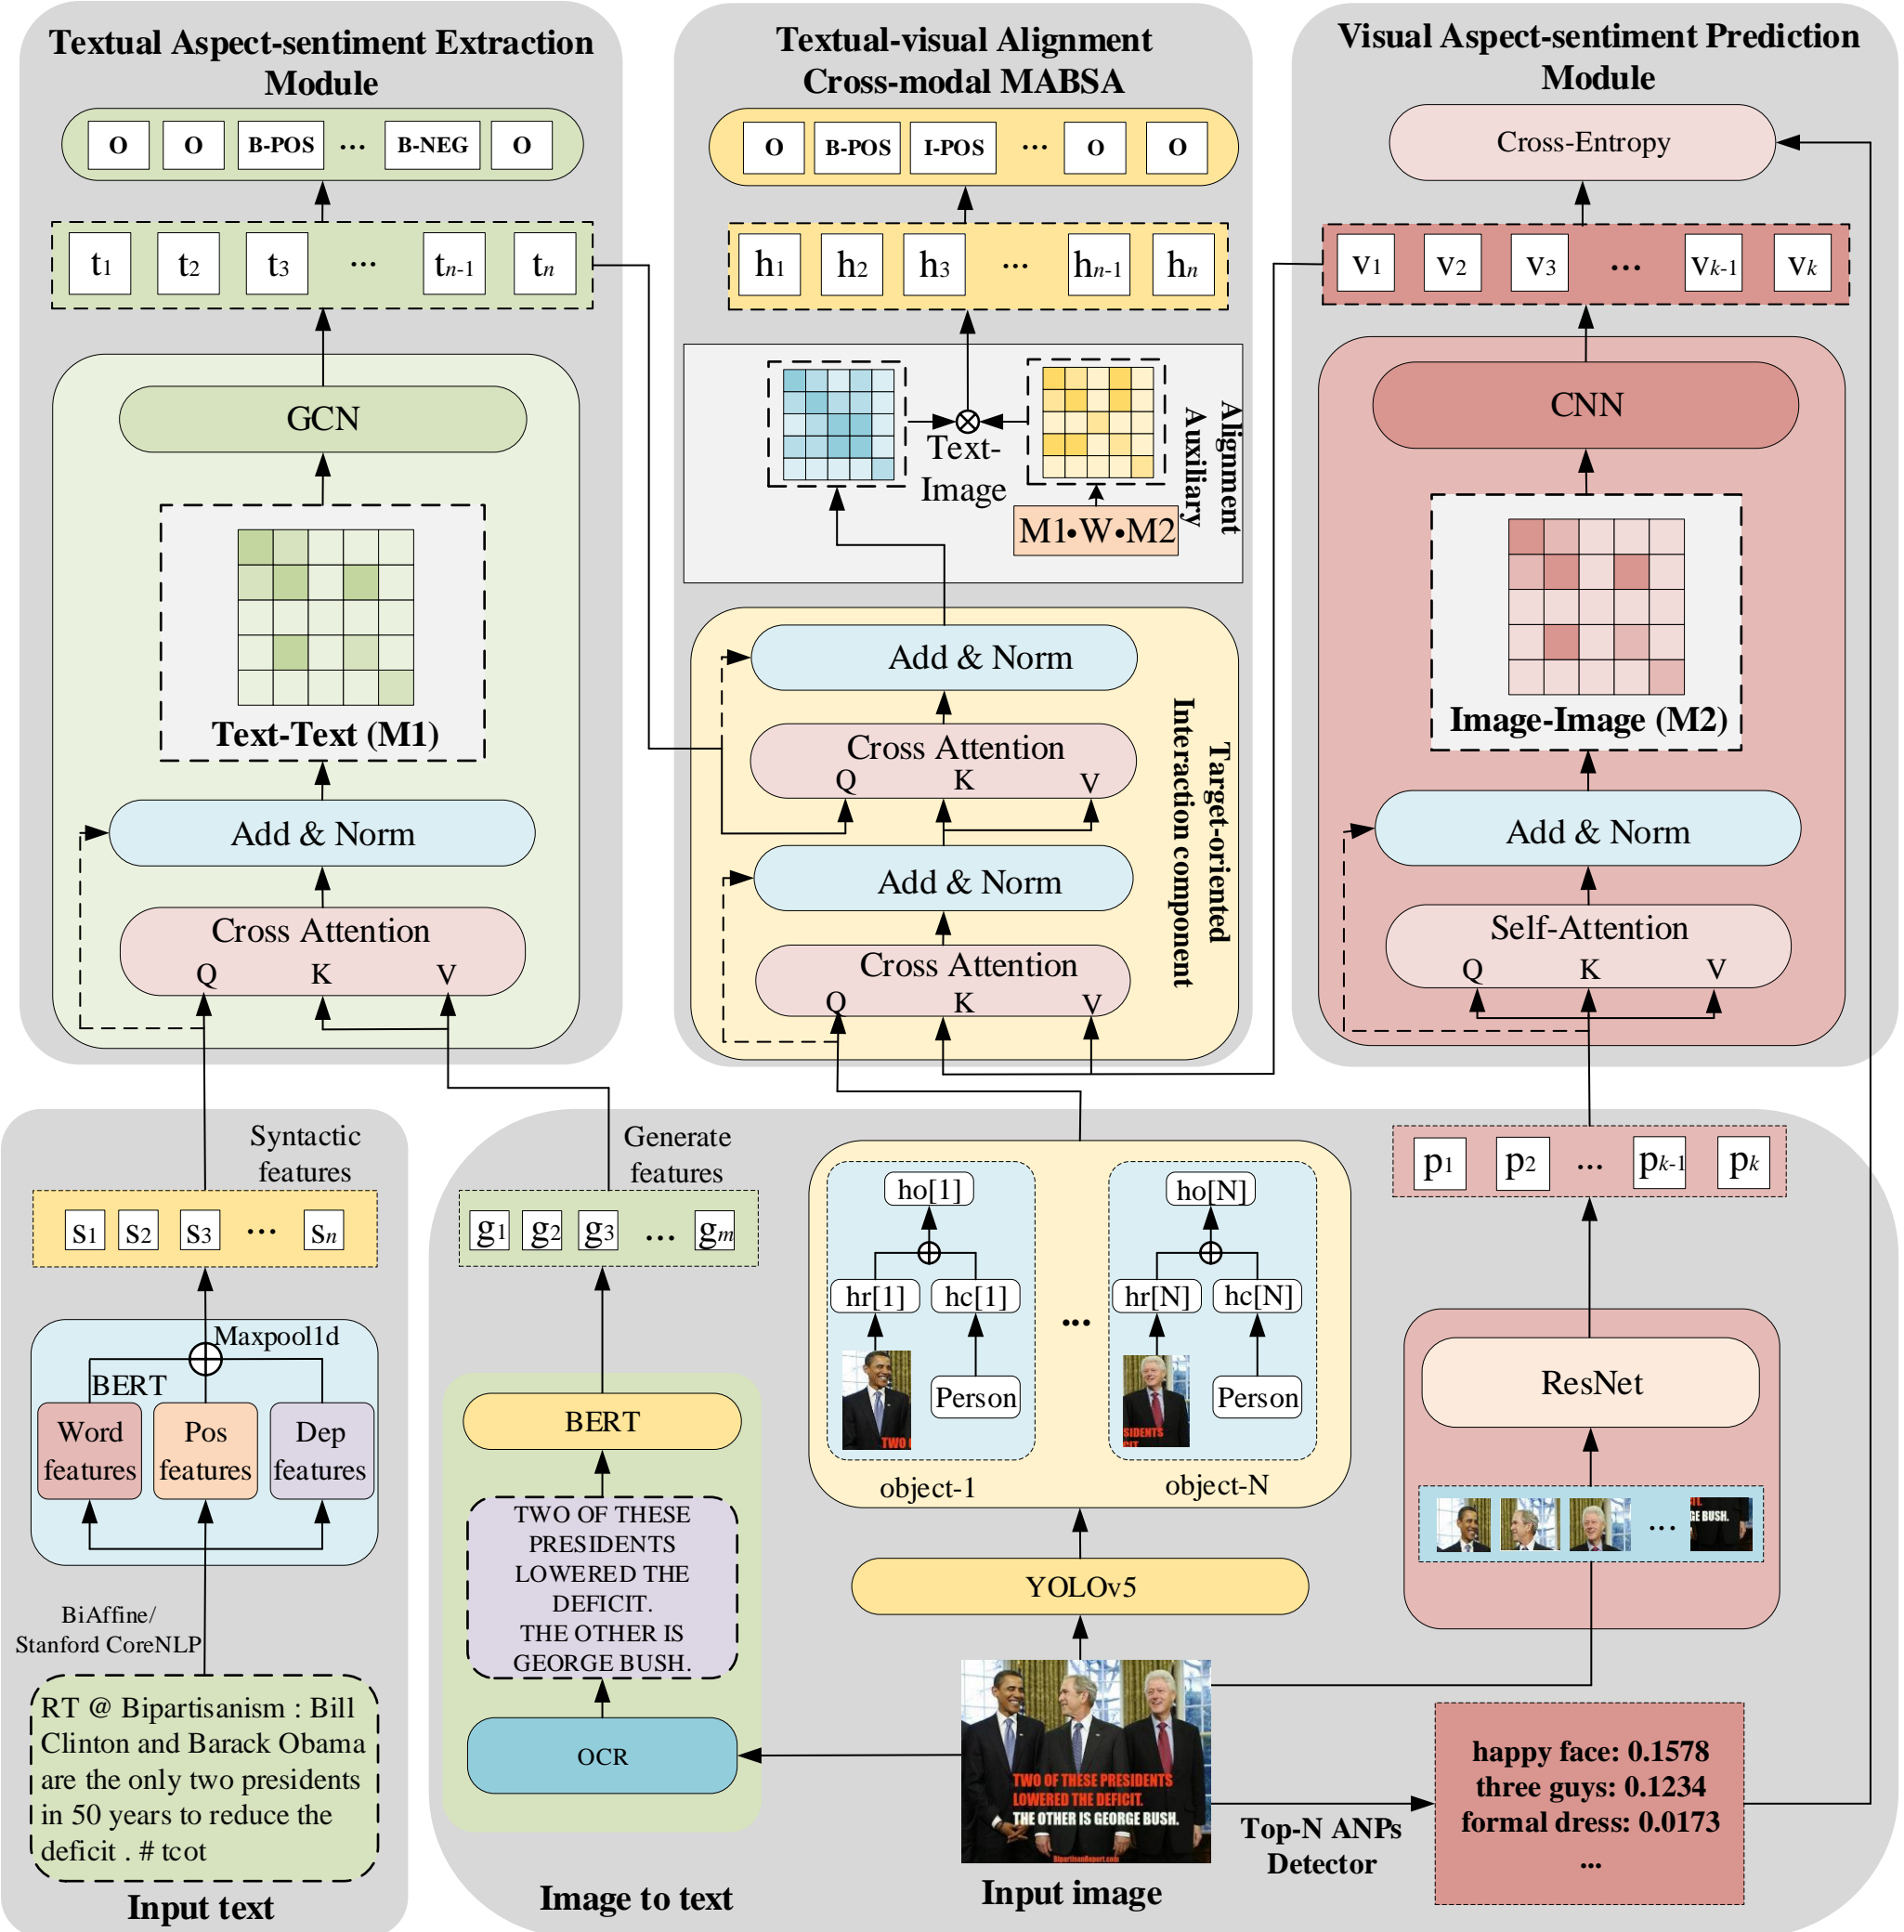 Textual Aspect-sentiment Extraction
Module
O O B-POS ... B-NEG O
t1 t2 t3 ... tn-1 tn
GCN
Text-Text (M1)
Add & Norm
Cross Attention
Q K V
Textual-visual Alignment
Cross-modal MABSA
O B-POS I-POS ... O O
h1 h2 h3 ... hn-1 hn
Text-
Image
M1•W•M2
Alignment
Auxiliary
Add & Norm
Cross Attention
Q K V
Add & Norm
Cross Attention
Q K V
Target-oriented
Interaction component
Visual Aspect-sentiment Prediction
Module
Cross-Entropy
v1 v2 v3 ... vk-1 vk
CNN
Image-Image (M2)
Add & Norm
Self-Attention
Q K V
Syntactic
features
s1 s2 s3 ... sn
Maxpool1d
BERT
Word
features
Pos
features
Dep
features
BiAffine/
Stanford CoreNLP
RT @ Bipartisanism : Bill
Clinton and Barack Obama
are the only two presidents
in 50 years to reduce the
deficit . # tcot
Input text
Generate
features
g1 g2 g3 ... gm
BERT
TWO OF THESE
PRESIDENTS
LOWERED THE
DEFICIT.
THE OTHER IS
GEORGE BUSH.
OCR
Image to text
ho[1]
hr[1] hc[1]
Person
TWO
object-1
...
ho[N]
hr[N] hc[N]
Person
SIDENTS
CIT.
object-N
YOLOv5
TWO OF THESE PRESIDENTS
LOWERED THE DEFICIT.
THE OTHER IS GEORGE BUSH.
BipartisanReport.com
Input image
p1 p2 ... pk-1 pk
ResNet
...
GE BUSH.
Top-N ANPs
Detector
happy face: 0.1578
three guys: 0.1234
formal dress: 0.0173
...